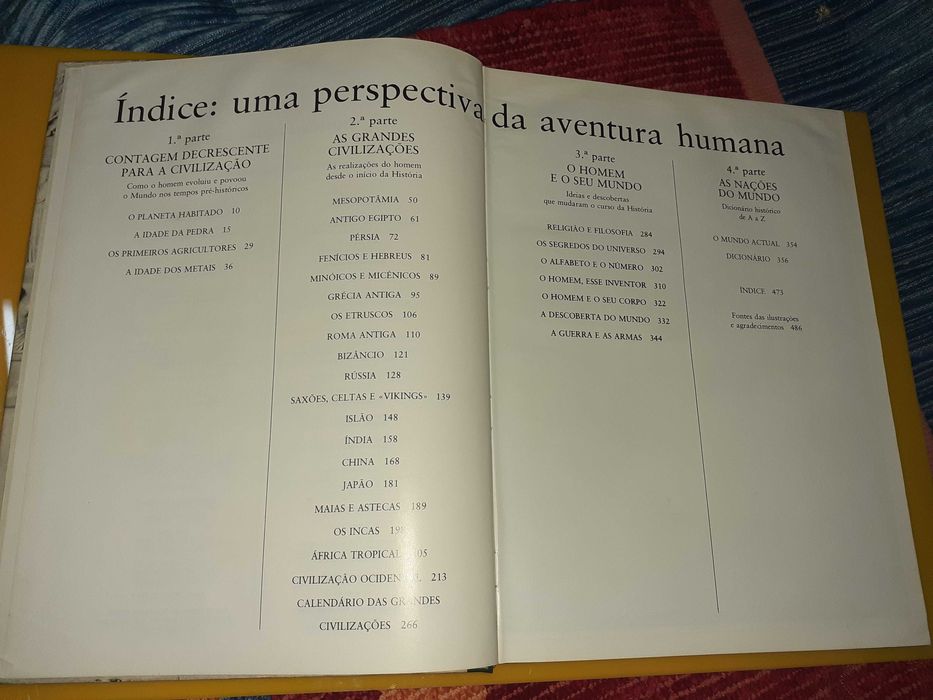 Índice: uma perspectiva da aventura humana
1.ª parte
CONTAGEM DECRESCENTE
PARA A CIVILIZAÇÃO
Como o homem evoluiu e povoou
o Mundo nos tempos pré-históricos
O PLANETA HABITADO 10
A IDADE DA PEDRA 15
OS PRIMEIROS AGRICULTORES 29
A IDADE DOS METAIS 36
2.ª parte
AS GRANDES
CIVILIZAÇÕES
As realizações do homem
desde o início da História
MESOPOTÂMIA 50
ANTIGO EGIPTO 61
PÉRSIA 72
FENÍCIOS E HEBREUS 81
MINÓICOS E MICÉNICOS 89
GRÉCIA ANTIGA 95
OS ETRUSCOS 106
ROMA ANTIGA 110
BIZÂNCIO 121
RÚSSIA 128
SAXÕES, CELTAS E «VIKINGS» 139
ISLÃO 148
ÍNDIA 158
CHINA 168
JAPÃO 181
MAIAS E ASTECAS 189
OS INCAS
ÁFRICA TROPICAL
CIVILIZAÇÃO OCIDENTAL 213
CALENDÁRIO DAS GRANDES
CIVILIZAÇÕES 266
3.ª parte
O HOMEM
E O SEU MUNDO
Ideias e descobertas
que mudaram o curso da História
RELIGIÃO E FILOSOFIA 284
OS SEGREDOS DO UNIVERSO 294
O ALFABETO E O NÚMERO 302
O HOMEM, ESSE INVENTOR 310
O HOMEM E O SEU CORPO 322
A DESCOBERTA DO MUNDO 332
A GUERRA E AS ARMAS 344
4.ª parte
AS NAÇÕES
DO MUNDO
Dicionário histórico
de A a Z
O MUNDO ACTUAL 354
DICIONÁRIO 356
ÍNDICE 473
Fontes das ilustrações
e agradecimentos 486